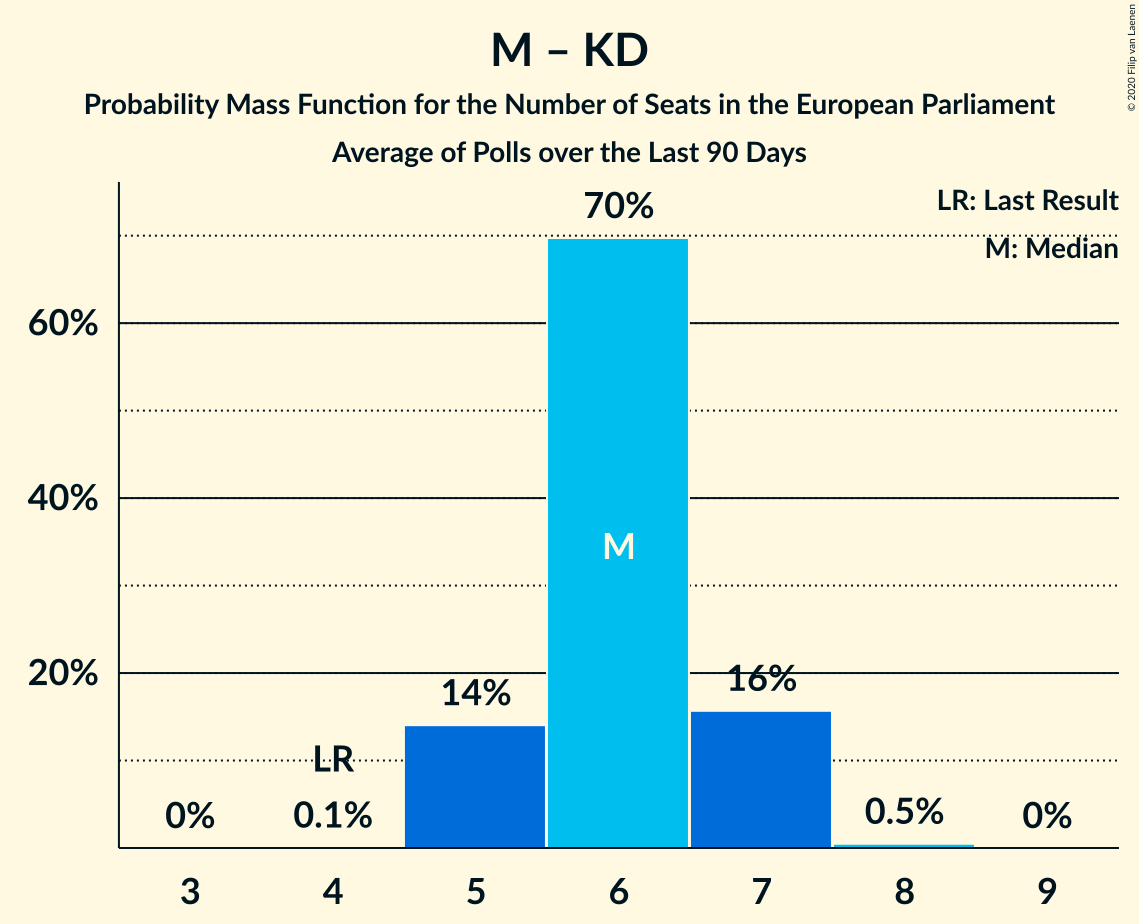 M – KD
Probability Mass Function for the Number of Seats in the European Parliament
Average of Polls over the Last 90 Days
© 2020 Filip van Laenen
LR: Last Result
M: Median
70%
60%
40%
M
20%
14%
16%
LR
0%
0.1%
0.5%
0%
3
4
5
6
7
8
9